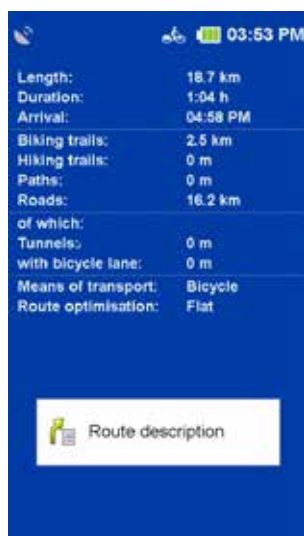 03:53 PM
Length: 18.7 km
Duration: 1:04 h
Arrival: 04:58 PM
Biking trails: 2.5 km
Hiking trails: 0 m
Paths: 0 m
Roads: 16.2 km
of which:
Tunnels: 0 m
with bicycle lane: 0 m
Means of transport: Bicycle
Route optimisation: Flat
Route description